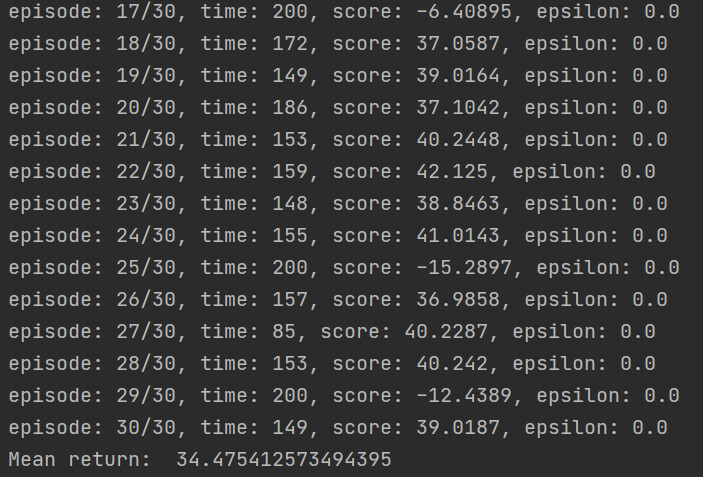 episode: 17/30, time: 200, score: -6.40895, epsilon: 0.0
episode: 18/30, time: 172, score: 37.0587, epsilon: 0.0
episode: 19/30, time: 149, score: 39.0164, epsilon: 0.0
episode: 20/30, time: 186, score: 37.1042, epsilon: 0.0
episode: 21/30, time: 153, score: 40.2448, epsilon: 0.0
episode: 22/30, time: 159, score: 42.125, epsilon: 0.0
episode: 23/30, time: 148, score: 38.8463, epsilon: 0.0
episode: 24/30, time: 155, score: 41.0143, epsilon: 0.0
episode: 25/30, time: 200, score: -15.2897, epsilon: 0.0
episode: 26/30, time: 157, score: 36.9858, epsilon: 0.0
episode: 27/30, time: 85, score: 40.2287, epsilon: 0.0
episode: 28/30, time: 153, score: 40.242, epsilon: 0.0
episode: 29/30, time: 200, score: -12.4389, epsilon: 0.0
episode: 30/30, time: 149, score: 39.0187, epsilon: 0.0
Mean return:  34.475412573494395